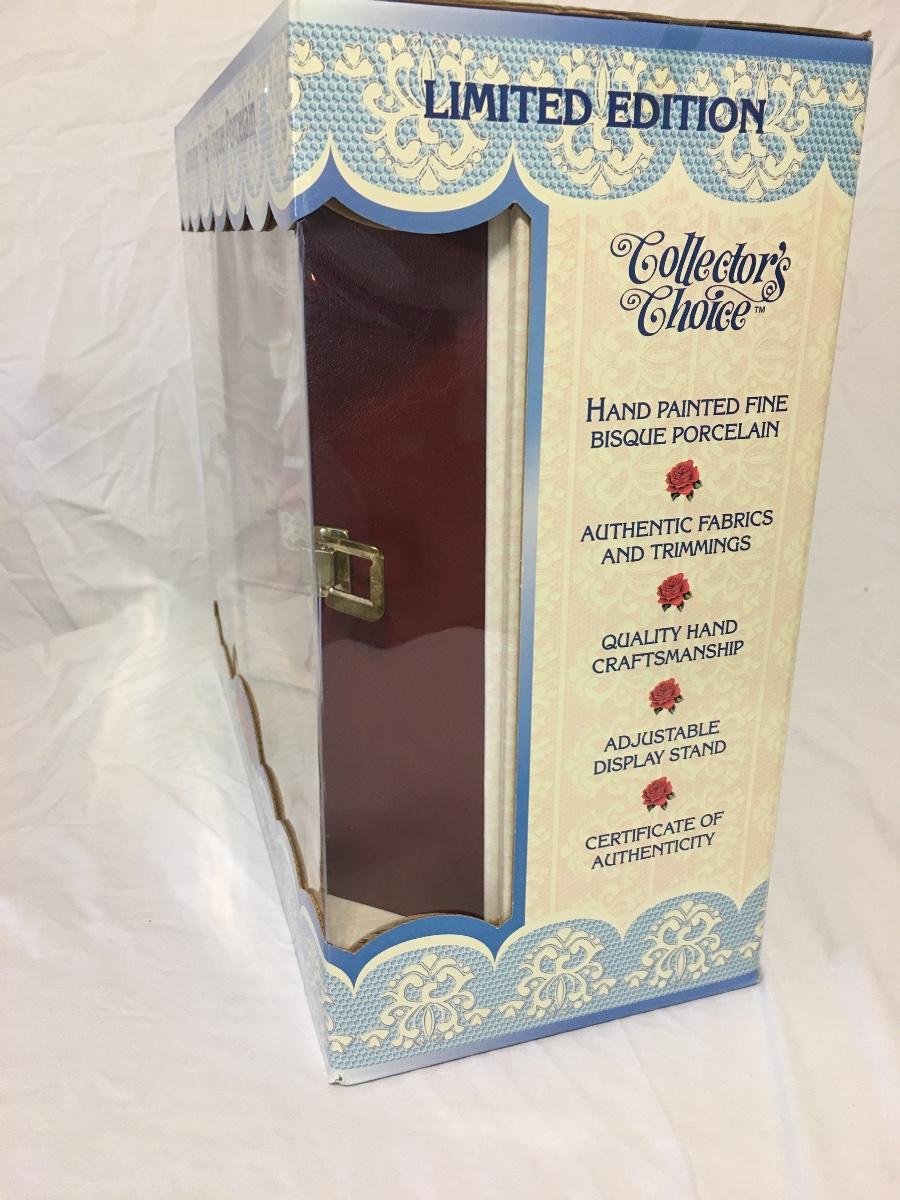 LIMITED EDITION
Collector's
Choice™
HAND PAINTED FINE
BISQUE PORCELAIN
AUTHENTIC FABRICS
AND TRIMMINGS
QUALITY HAND
CRAFTSMANSHIP
ADJUSTABLE
DISPLAY STAND
CERTIFICATE OF
AUTHENTICITY
Porcelain